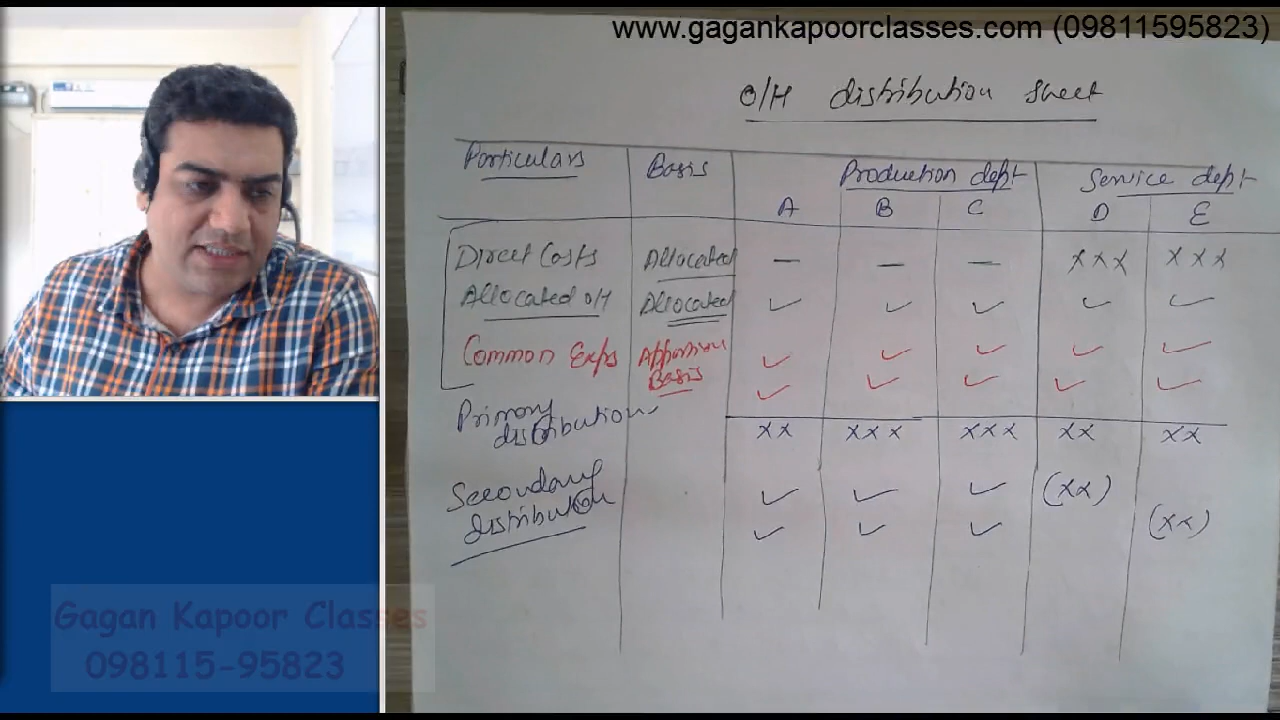 www.gagankapoorclasses.com (09811595823)
O/H distribution sheet
Particulars Basis Production dept Service dept
A B C D E
Direct Costs Allocated — — — xxx xxx
Allocated O/H Allocated ✓ ✓ ✓ ✓ ✓
Common Exps Apportion ✓ ✓ ✓ ✓ ✓
Basis ✓ ✓ ✓ ✓ ✓
Primary
distribution xx xxx xxx xx xx
Secondary ✓ ✓ ✓ (xx)
distribution ✓ ✓ ✓ (xx)
Gagan Kapoor Classes
098115-95823